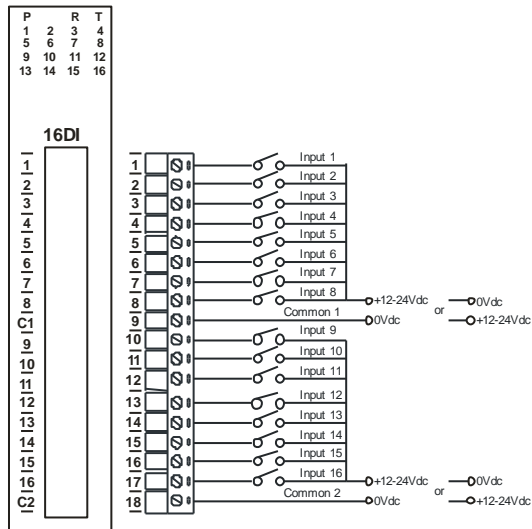 P R T
1 2 3 4
5 6 7 8
9 10 11 12
13 14 15 16
16DI
1 1 Input 1
2 2 Input 2
3 3 Input 3
4 4 Input 4
5 5 Input 5
6 6 Input 6
7 7 Input 7
8 8 Input 8 +12-24Vdc or 0Vdc
C1 9 Common 1 0Vdc +12-24Vdc
9 10 Input 9
10 11 Input 10
11 12 Input 11
12 13 Input 12
13 14 Input 13
14 15 Input 14
15 16 Input 15
16 17 Input 16 +12-24Vdc or 0Vdc
C2 18 Common 2 0Vdc +12-24Vdc